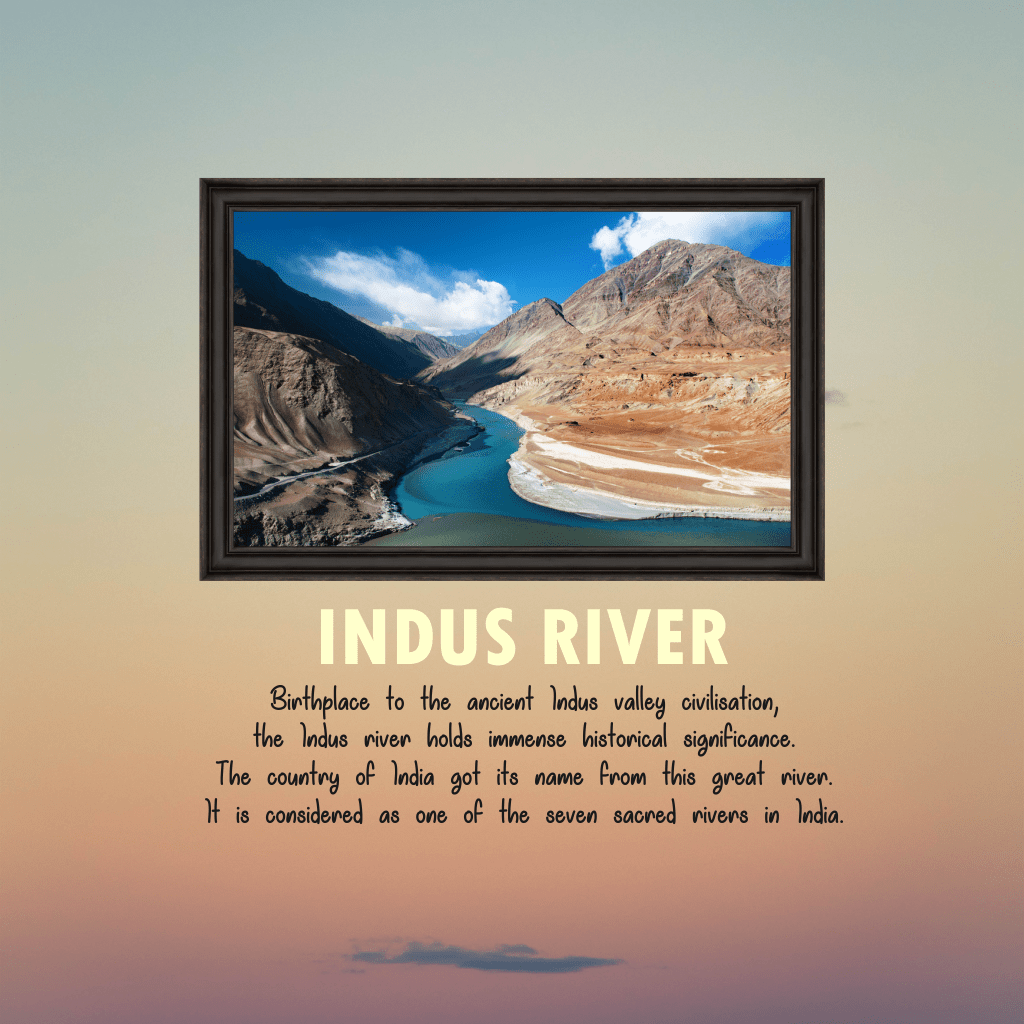 INDUS RIVER
Birthplace to the ancient Indus valley civilisation,
the Indus river holds immense historical significance.
The country of India got its name from this great river.
It is considered as one of the seven sacred rivers in India.